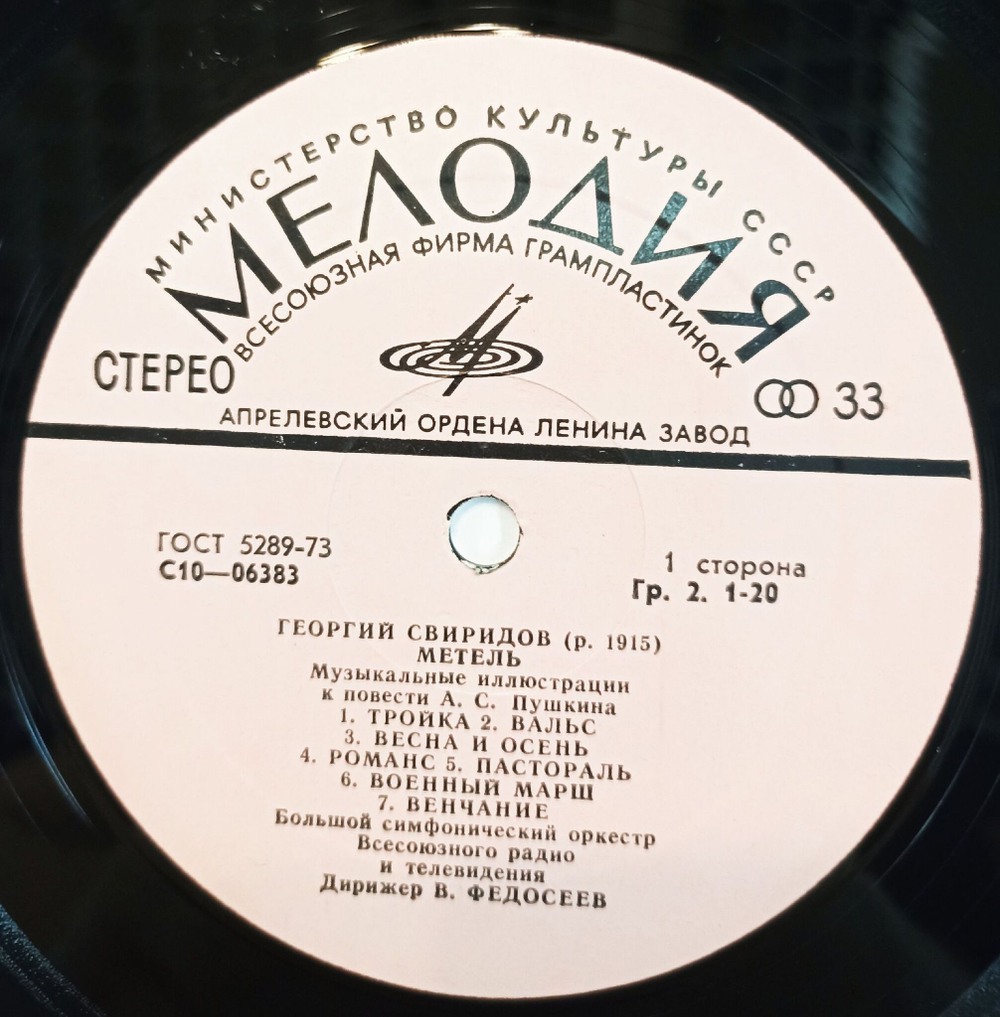 МИНИСТЕРСТВО КУЛЬТУРЫ СССР
МЕЛОДИЯ
ВСЕСОЮЗНАЯ ФИРМА ГРАМПЛАСТИНОК
СТЕРЕО
33
АПРЕЛЕВСКИЙ ОРДЕНА ЛЕНИНА ЗАВОД
ГОСТ 5289-73
С10—06383
1 сторона
Гр. 2. 1-20
ГЕОРГИЙ СВИРИДОВ (р. 1915)
МЕТЕЛЬ
Музыкальные иллюстрации
к повести А. С. Пушкина
1. ТРОЙКА 2. ВАЛЬС
3. ВЕСНА И ОСЕНЬ
4. РОМАНС 5. ПАСТОРАЛЬ
6. ВОЕННЫЙ МАРШ
7. ВЕНЧАНИЕ
Большой симфонический оркестр
Всесоюзного радио
и телевидения
Дирижер В. ФЕДОСЕЕВ